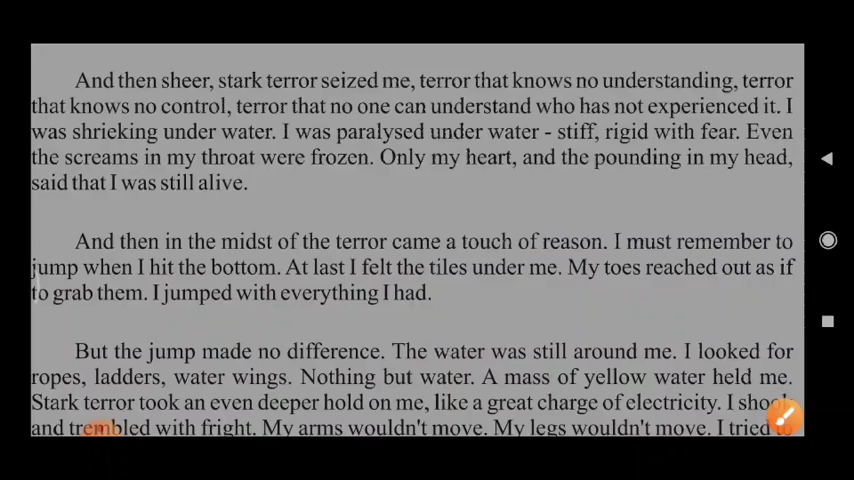 And then sheer, stark terror seized me, terror that knows no understanding, terror
that knows no control, terror that no one can understand who has not experienced it. I
was shrieking under water. I was paralysed under water - stiff, rigid with fear. Even
the screams in my throat were frozen. Only my heart, and the pounding in my head,
said that I was still alive.
And then in the midst of the terror came a touch of reason. I must remember to
jump when I hit the bottom. At last I felt the tiles under me. My toes reached out as if
to grab them. I jumped with everything I had.
But the jump made no difference. The water was still around me. I looked for
ropes, ladders, water wings. Nothing but water. A mass of yellow water held me.
Stark terror took an even deeper hold on me, like a great charge of electricity. I shook
and trembled with fright. My arms wouldn't move. My legs wouldn't move. I tried to